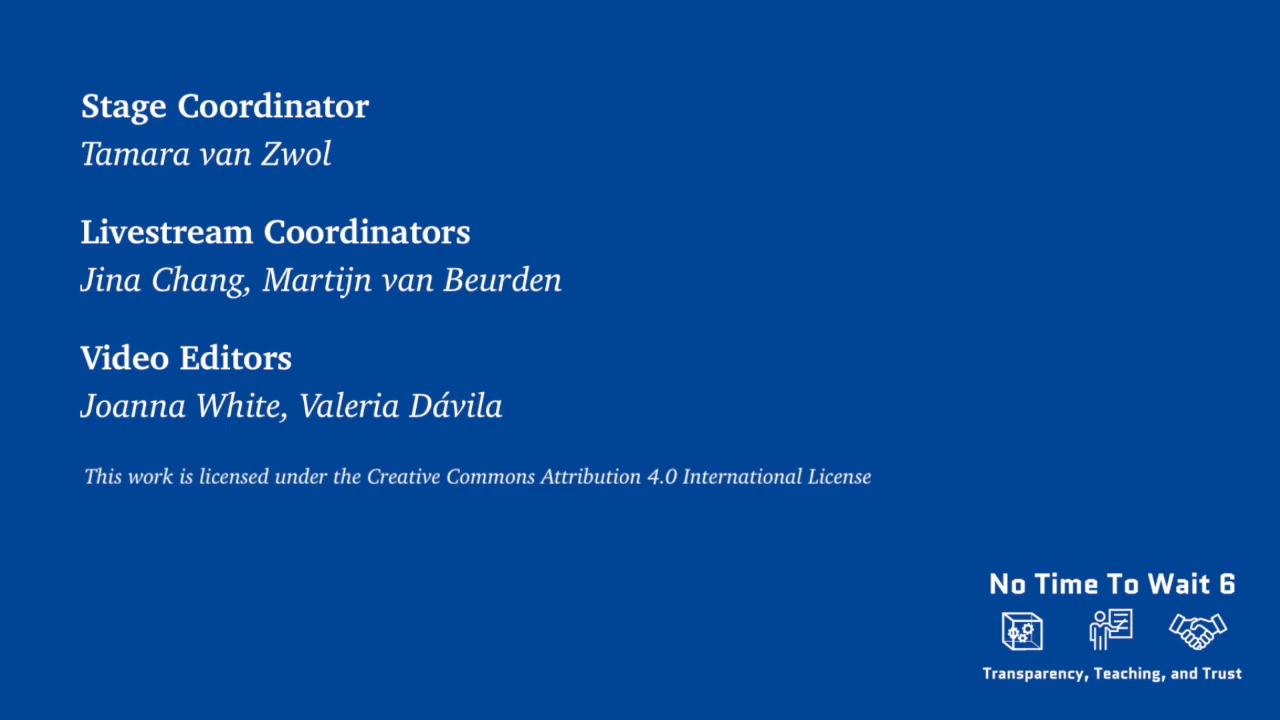 Stage Coordinator
Tamara van Zwol
Livestream Coordinators
Jina Chang, Martijn van Beurden
Video Editors
Joanna White, Valeria Dávila
This work is licensed under the Creative Commons Attribution 4.0 International License
No Time To Wait 6
Transparency, Teaching, and Trust